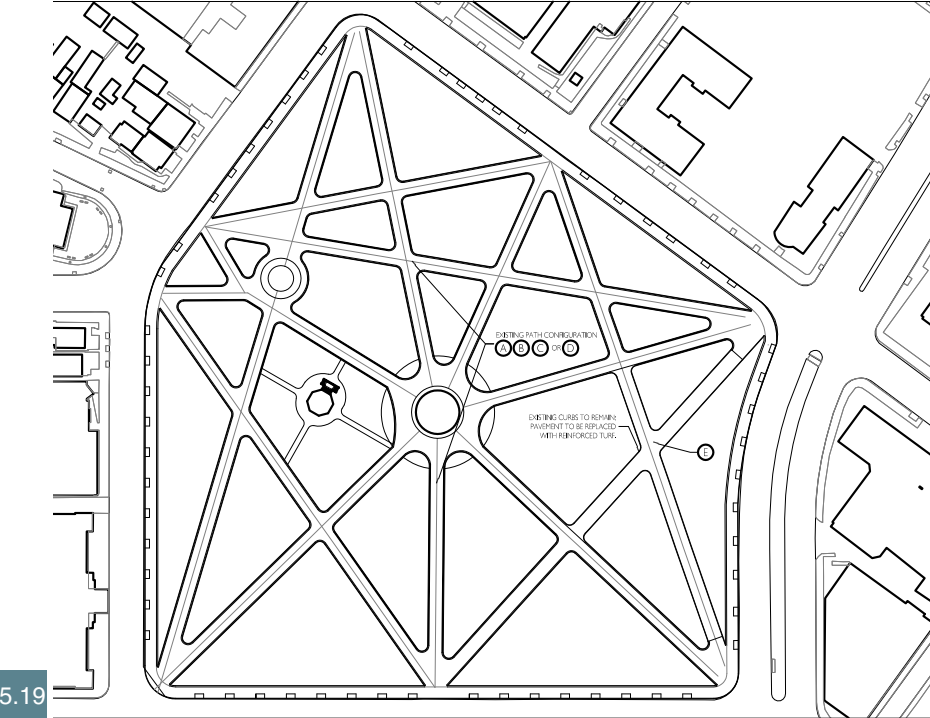 EXISTING PATH CONFIGURATION
A B C OR D
EXISTING CURBS TO REMAIN;
PAVEMENT TO BE REPLACED
WITH REINFORCED TURF.
E
5.19